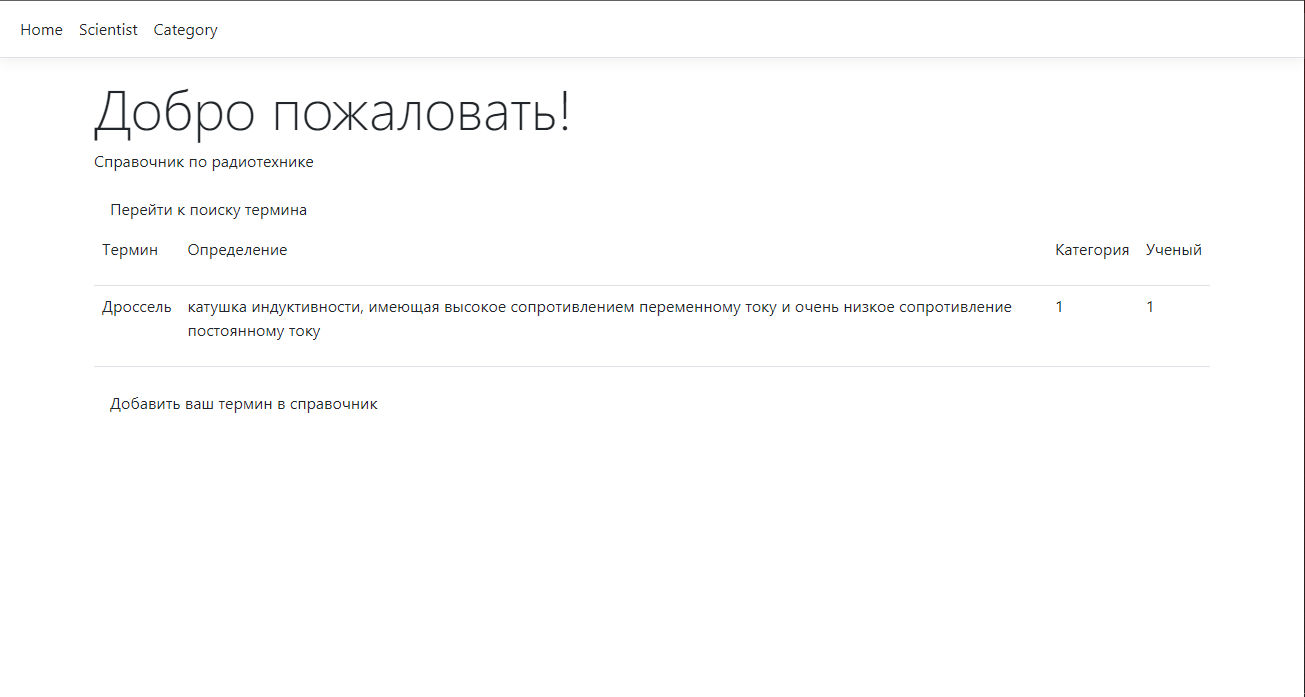 Home Scientist Category
Добро пожаловать!
Справочник по радиотехнике
Перейти к поиску термина
Термин Определение Категория Ученый
Дроссель катушка индуктивности, имеющая высокое сопротивлением переменному току и очень низкое сопротивление 1 1
постоянному току
Добавить ваш термин в справочник